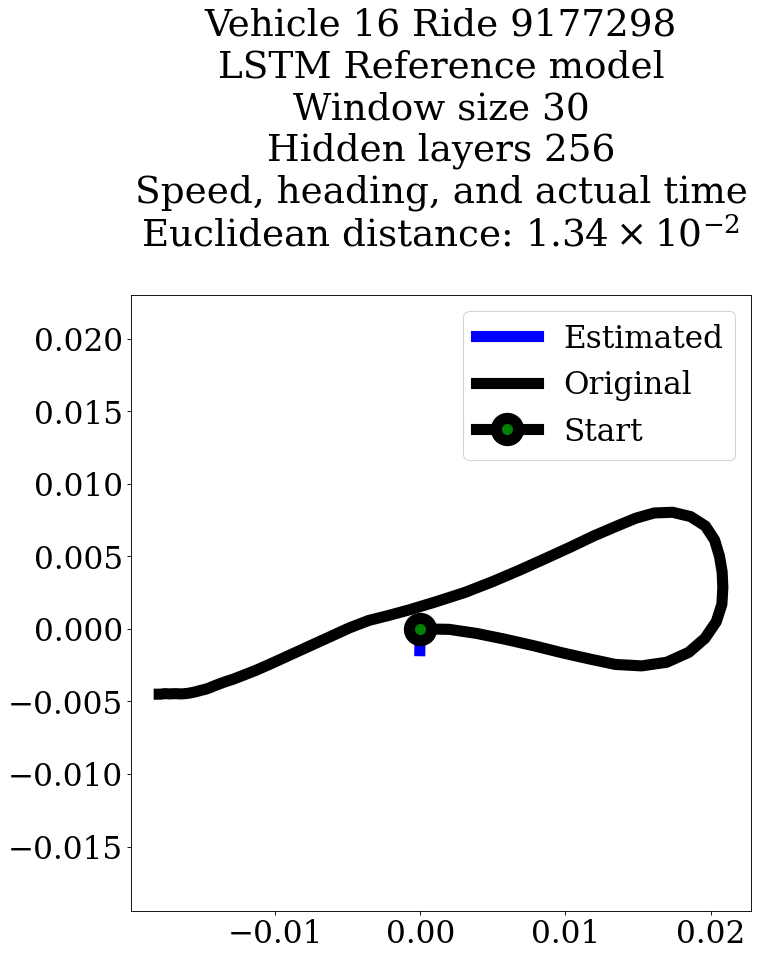 Vehicle 16 Ride 9177298
LSTM Reference model
Window size 30
Hidden layers 256
Speed, heading, and actual time
Euclidean distance: 1.34 × 10⁻²
Estimated
Original
Start
0.020
0.015
0.010
0.005
0.000
−0.005
−0.010
−0.015
−0.01 0.00 0.01 0.02